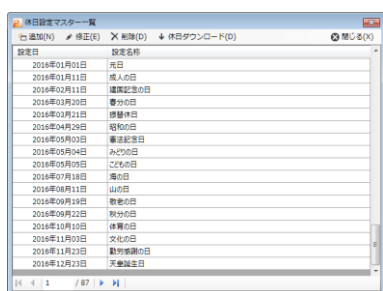 休日設定マスター一覧
追加(N) 修正(E) 削除(D) 休日ダウンロード(D) 閉じる(X)
設定日 設定名称
2016年01月01日 元日
2016年01月11日 成人の日
2016年02月11日 建国記念の日
2016年03月20日 春分の日
2016年03月21日 振替休日
2016年04月29日 昭和の日
2016年05月03日 憲法記念日
2016年05月04日 みどりの日
2016年05月05日 こどもの日
2016年07月18日 海の日
2016年08月11日 山の日
2016年09月19日 敬老の日
2016年09月22日 秋分の日
2016年10月10日 体育の日
2016年11月03日 文化の日
2016年11月23日 勤労感謝の日
2016年12月23日 天皇誕生日
1 / 87